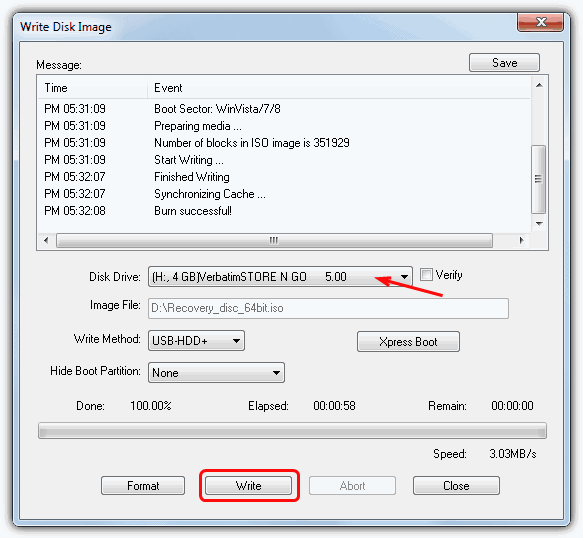 Write Disk Image
Message:
Save
Time Event
PM 05:31:09 Boot Sector: WinVista/7/8
PM 05:31:09 Preparing media ...
PM 05:31:09 Number of blocks in ISO image is 351929
PM 05:31:09 Start Writing ...
PM 05:32:07 Finished Writing
PM 05:32:07 Synchronizing Cache ...
PM 05:32:08 Burn successful!
Disk Drive: (H:, 4 GB)VerbatimSTORE N GO 5.00 Verify
Image File: D:\Recovery_disc_64bit.iso
Write Method: USB-HDD+ Xpress Boot
Hide Boot Partition: None
Done: 100.00% Elapsed: 00:00:58 Remain: 00:00:00
Speed: 3.03MB/s
Format Write Abort Close